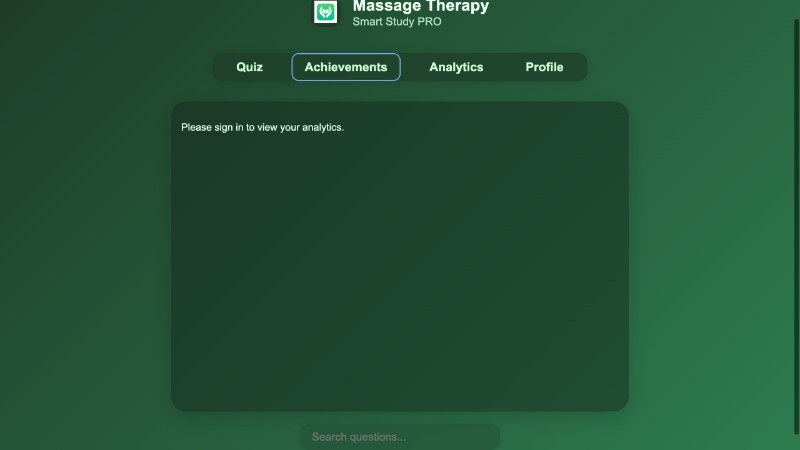 Massage Therapy
Smart Study PRO
Quiz
Achievements
Analytics
Profile
Please sign in to view your analytics.
Search questions...